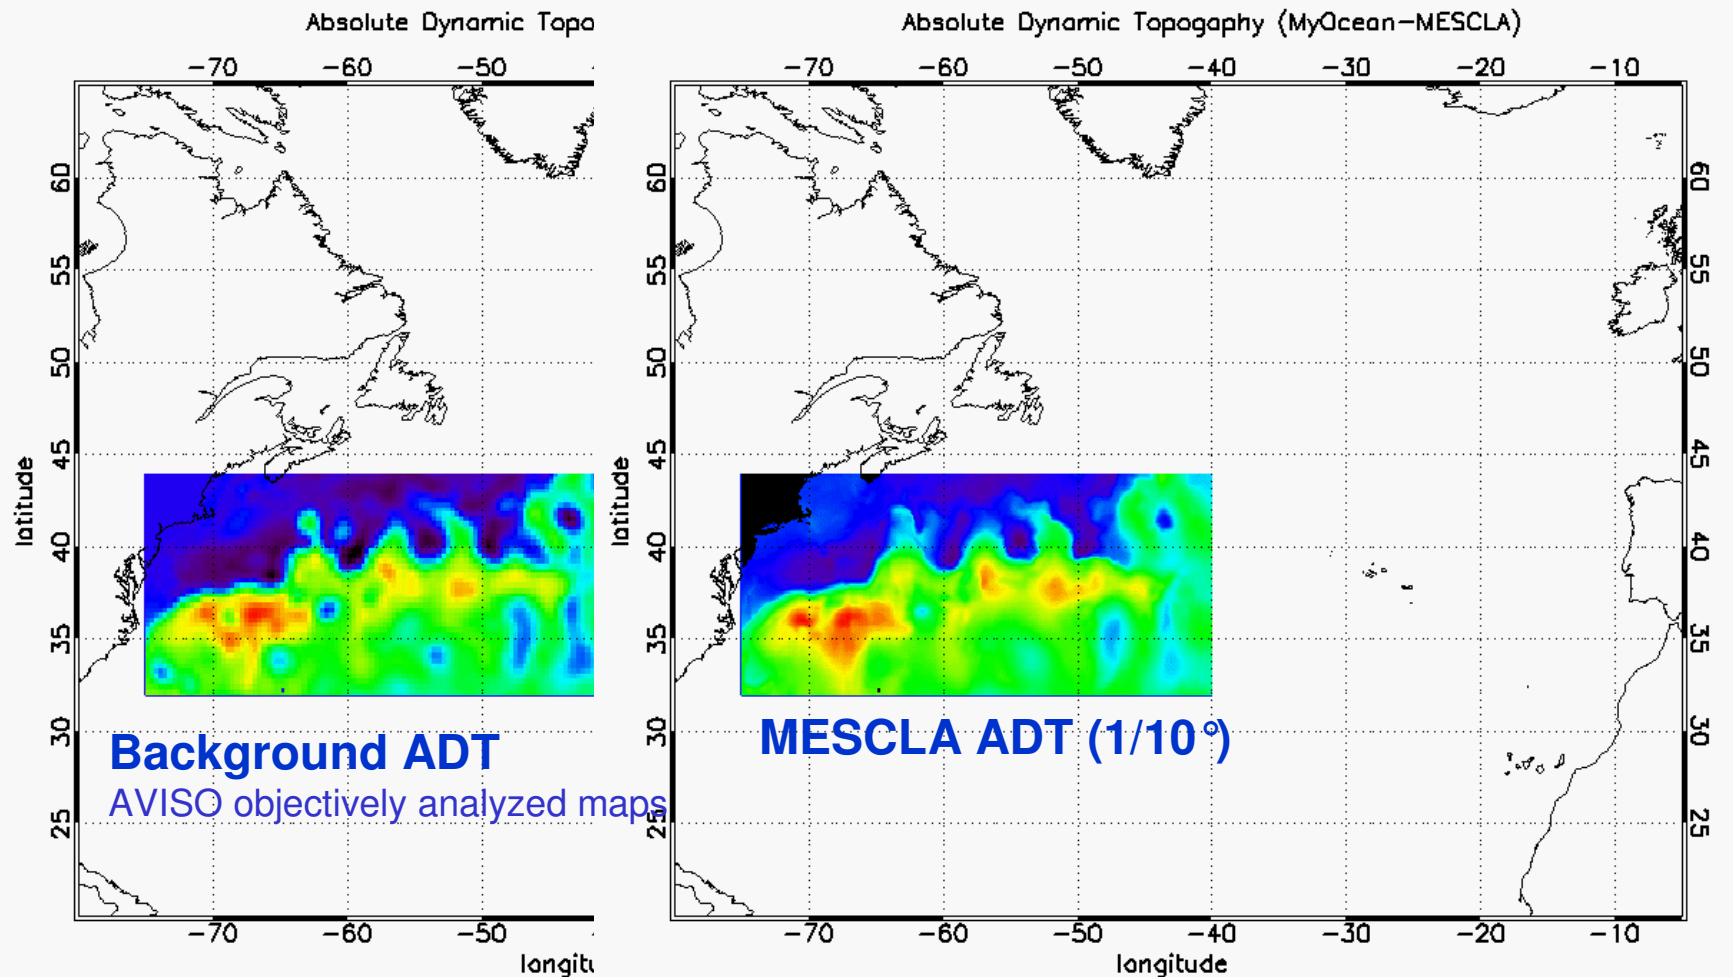 Absolute Dynamic Topo
-70 -60 -50
60
55
50
45
40
35
30
25
latitude
Background ADT
AVISO objectively analyzed maps
-70 -60 -50
longitu
Absolute Dynamic Topography (MyOcean-MESCLA)
-70 -60 -50 -40 -30 -20 -10
60 60
55 55
50 50
45 45
40 40
35 35
30 30
25 25
latitude
MESCLA ADT (1/10°)
-70 -60 -50 -40 -30 -20 -10
longitude